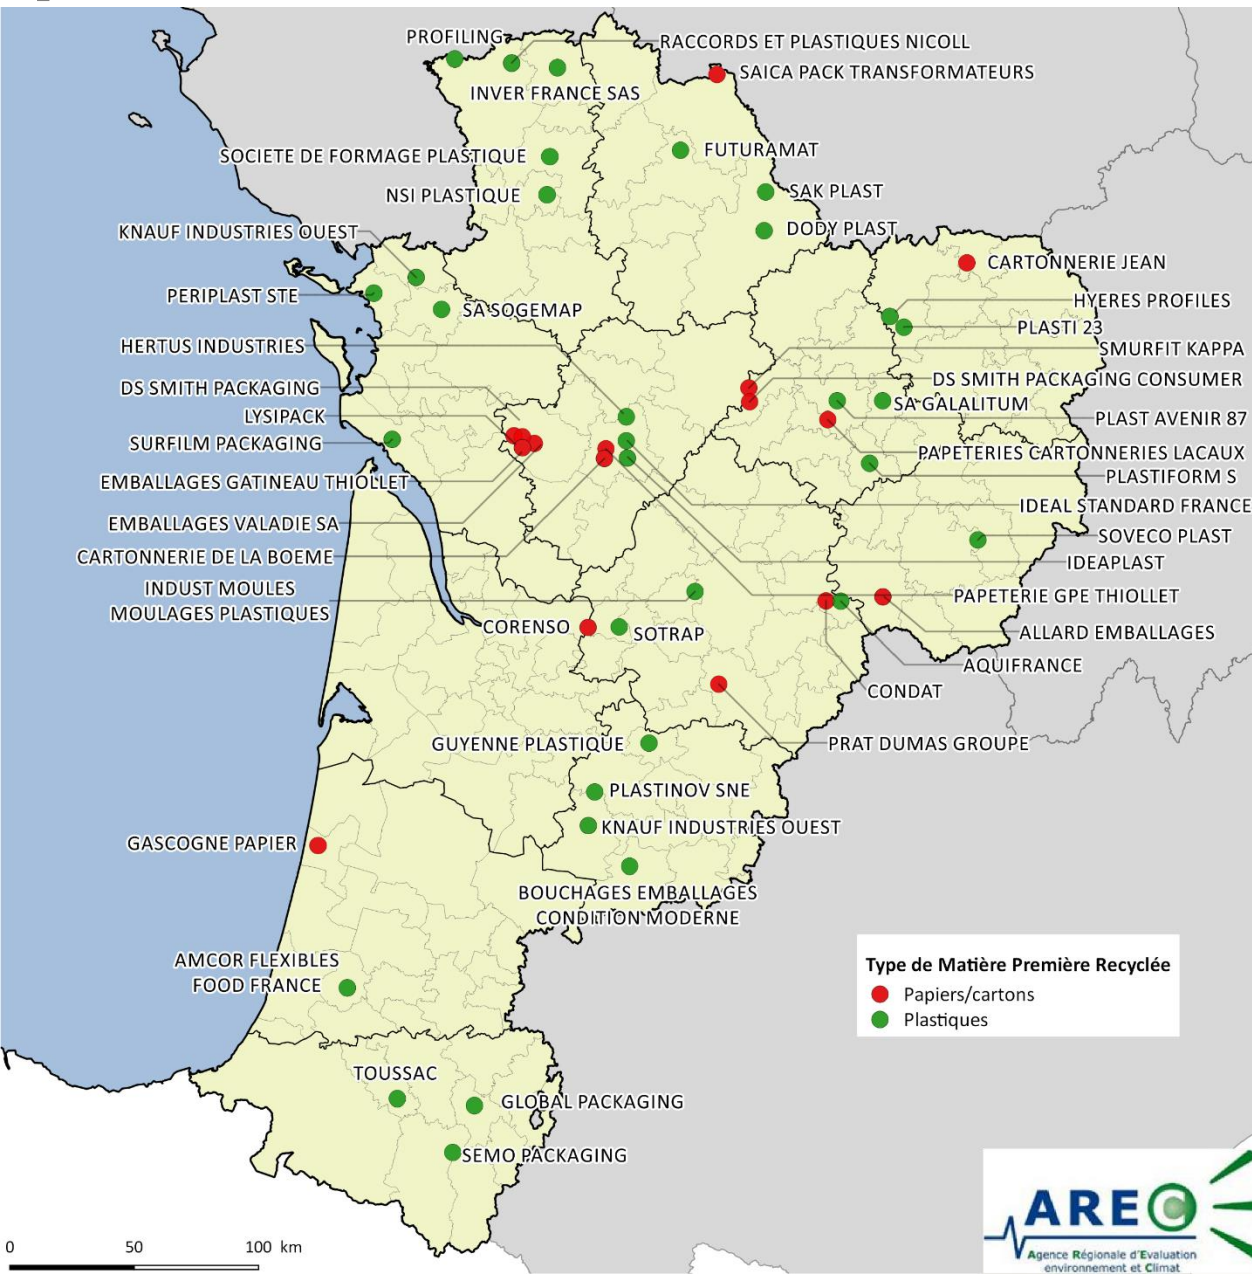 PROFILING
RACCORDS ET PLASTIQUES NICOLL
SAICA PACK TRANSFORMATEURS
INVER FRANCE SAS
SOCIETE DE FORMAGE PLASTIQUE
FUTURAMAT
NSI PLASTIQUE
SAK PLAST
KNAUF INDUSTRIES OUEST
DODY PLAST
CARTONNERIE JEAN
PERIPLAST STE
HYERES PROFILES
SA SOGEMAP
PLASTI 23
HERTUS INDUSTRIES
SMURFIT KAPPA
DS SMITH PACKAGING
DS SMITH PACKAGING CONSUMER
LYSIPACK
SA GALALITUM
PLAST AVENIR 87
SURFILM PACKAGING
PAPETERIES CARTONNERIES LACAUX
EMBALLAGES GATINEAU THIOLLET
PLASTIFORM S
IDEAL STANDARD FRANCE
EMBALLAGES VALADIE SA
SOVECO PLAST
CARTONNERIE DE LA BOEME
IDEAPLAST
INDUST MOULES
MOULAGES PLASTIQUES
PAPETERIE GPE THIOLLET
CORENSO
SOTRAP
ALLARD EMBALLAGES
AQUIFRANCE
CONDAT
GUYENNE PLASTIQUE
PRAT DUMAS GROUPE
PLASTINOV SNE
KNAUF INDUSTRIES OUEST
GASCOGNE PAPIER
BOUCHAGES EMBALLAGES
CONDITION MODERNE
AMCOR FLEXIBLES
FOOD FRANCE
Type de Matière Première Recyclée
Papiers/cartons
Plastiques
TOUSSAC
GLOBAL PACKAGING
SEMO PACKAGING
0 50 100 km
AREC
Agence Régionale d'Evaluation
environnement et Climat